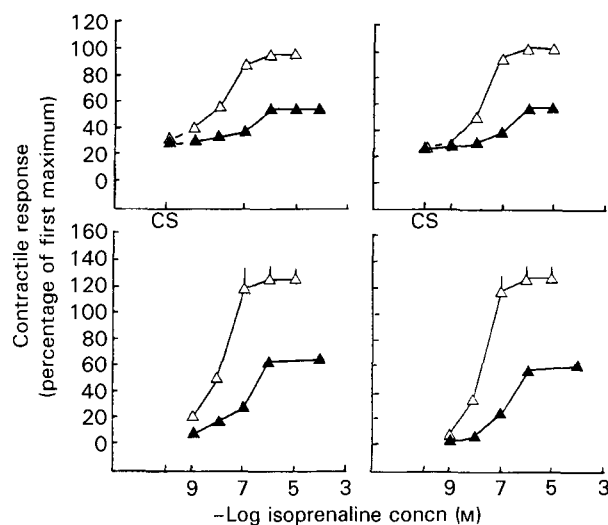 Contractile response
(percentage of first maximum)
120
100
80
60
40
20
0
CS
CS
160
140
120
100
80
60
40
20
0
9 7 5 3
9 7 5 3
–Log isoprenaline concn (M)